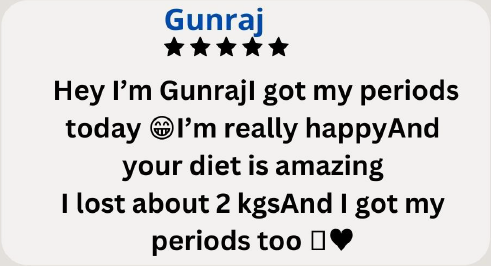 Gunraj
★★★★★
Hey I’m GunrajI got my periods
today 😁I’m really happyAnd
your diet is amazing
I lost about 2 kgsAnd I got my
periods too ▯♥